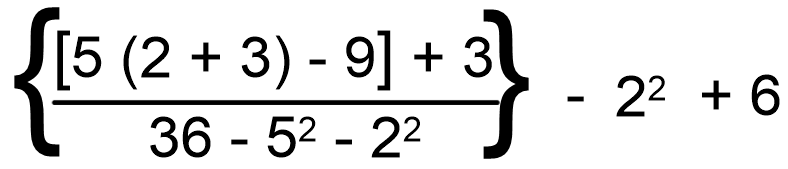 {[5 (2 + 3) - 9] + 3} - 2² + 6
36 - 5² - 2²